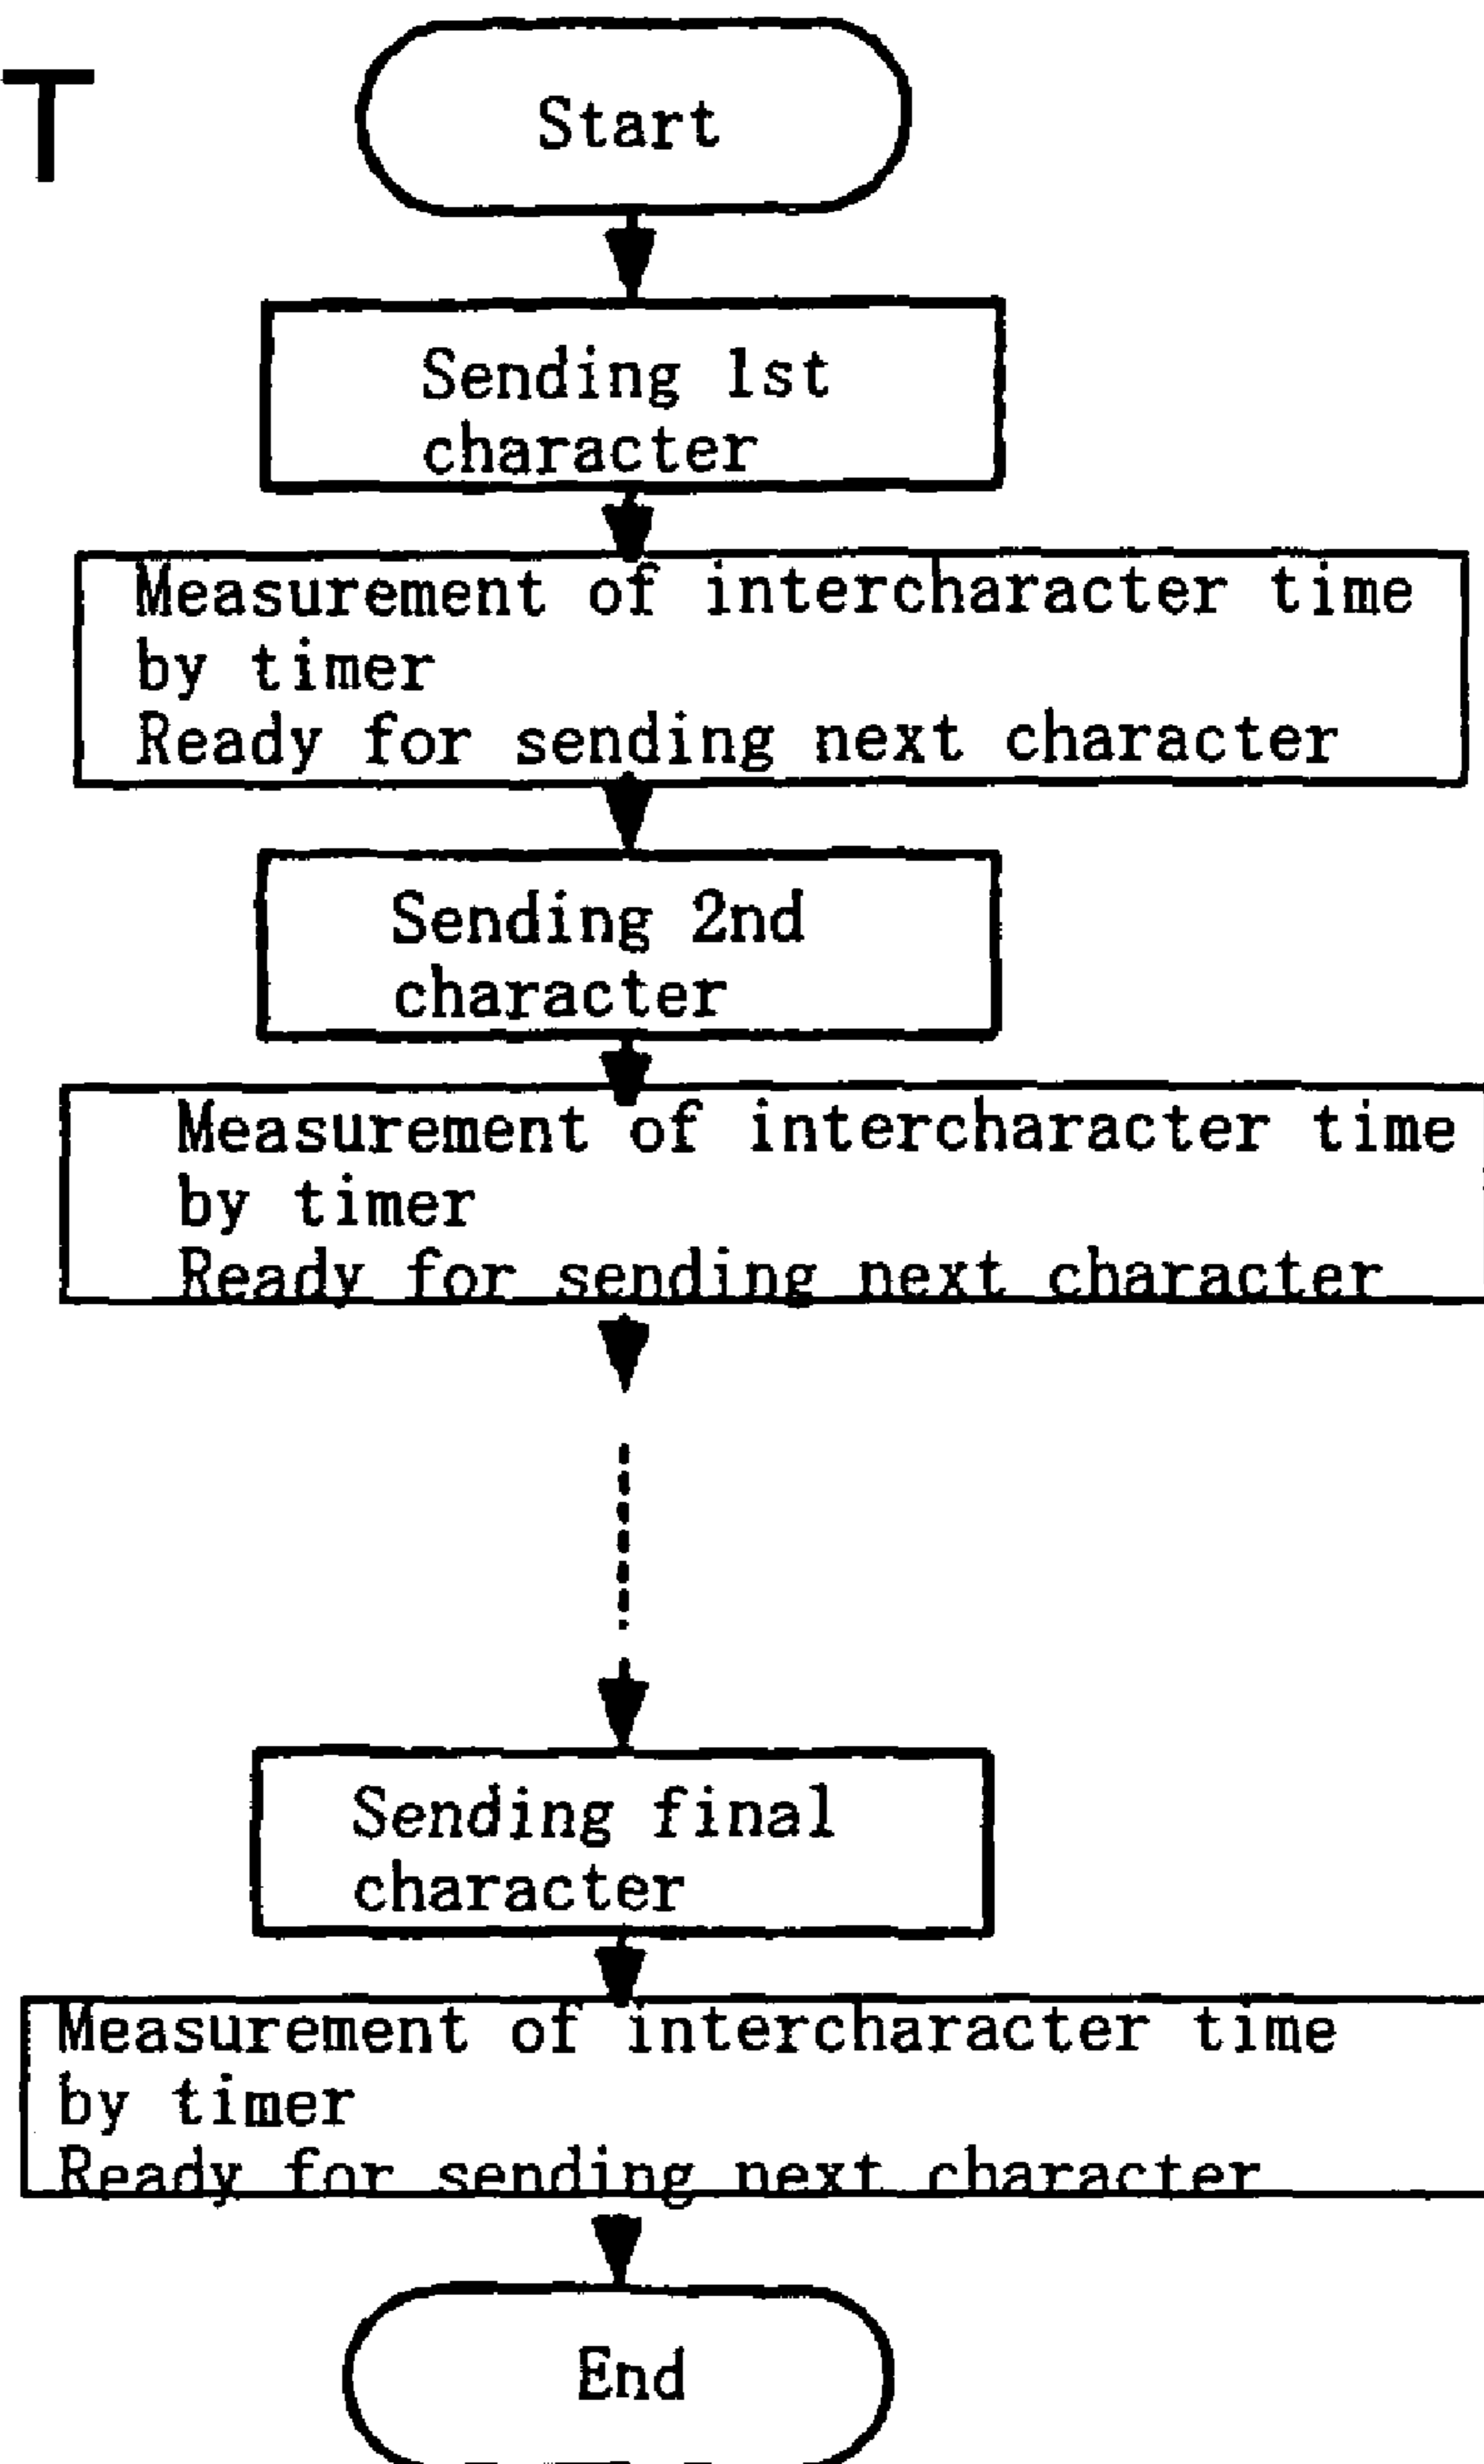 T
Start
Sending 1st
character
Measurement of intercharacter time
by timer
Ready for sending next character
Sending 2nd
character
Measurement of intercharacter time
by timer
Ready for sending next character
Sending final
character
Measurement of intercharacter time
by timer
Ready for sending next character
End